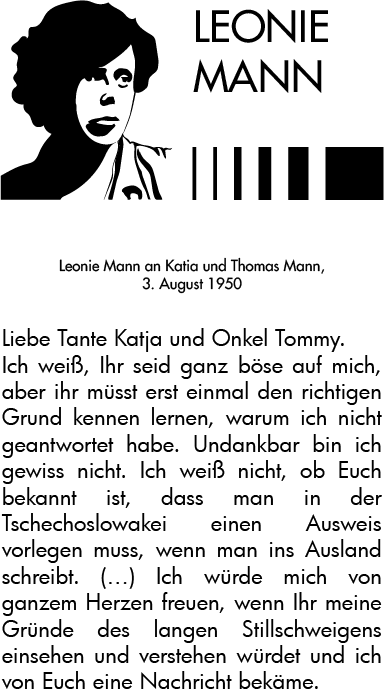 LEONIE
MANN
Leonie Mann an Katia und Thomas Mann,
3. August 1950
Liebe Tante Katja und Onkel Tommy.
Ich weiß, Ihr seid ganz böse auf mich,
aber ihr müsst erst einmal den richtigen
Grund kennen lernen, warum ich nicht
geantwortet habe. Undankbar bin ich
gewiss nicht. Ich weiß nicht, ob Euch
bekannt ist, dass man in der
Tschechoslowakei einen Ausweis
vorlegen muss, wenn man ins Ausland
schreibt. (...) Ich würde mich von
ganzem Herzen freuen, wenn Ihr meine
Gründe des langen Stillschweigens
einsehen und verstehen würdet und ich
von Euch eine Nachricht bekäme.